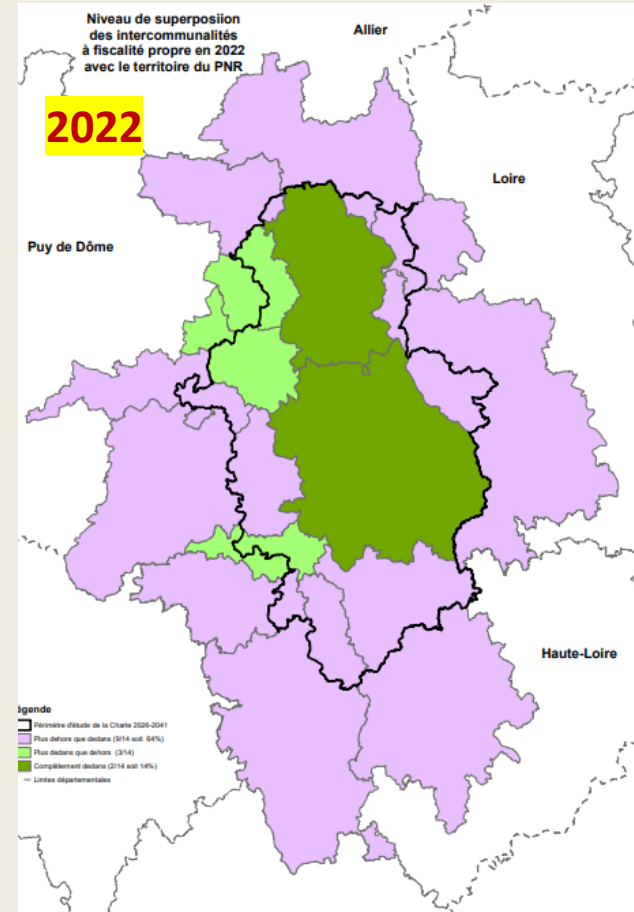 Niveau de superposiion
des intercommunalités
à fiscalité propre en 2022
avec le territoire du PNR
Allier
2022
Loire
Puy de Dôme
Haute-Loire
égende
Périmètre d'étude de la Charte 2026-2041
Plus dehors que dedans (9/14 soit 64%)
Plus dedans que dehors (3/14)
Complètement dedans (2/14 soit 14%)
Limites départementales